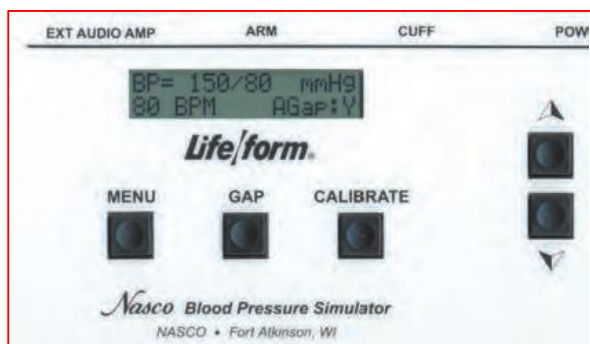 EXT AUDIO AMP ARM CUFF
BP= 150/80 mmHg
80 BPM AGap:Y
Life/form®
MENU GAP CALIBRATE
Nasco Blood Pressure Simulator
NASCO • Fort Atkinson, WI